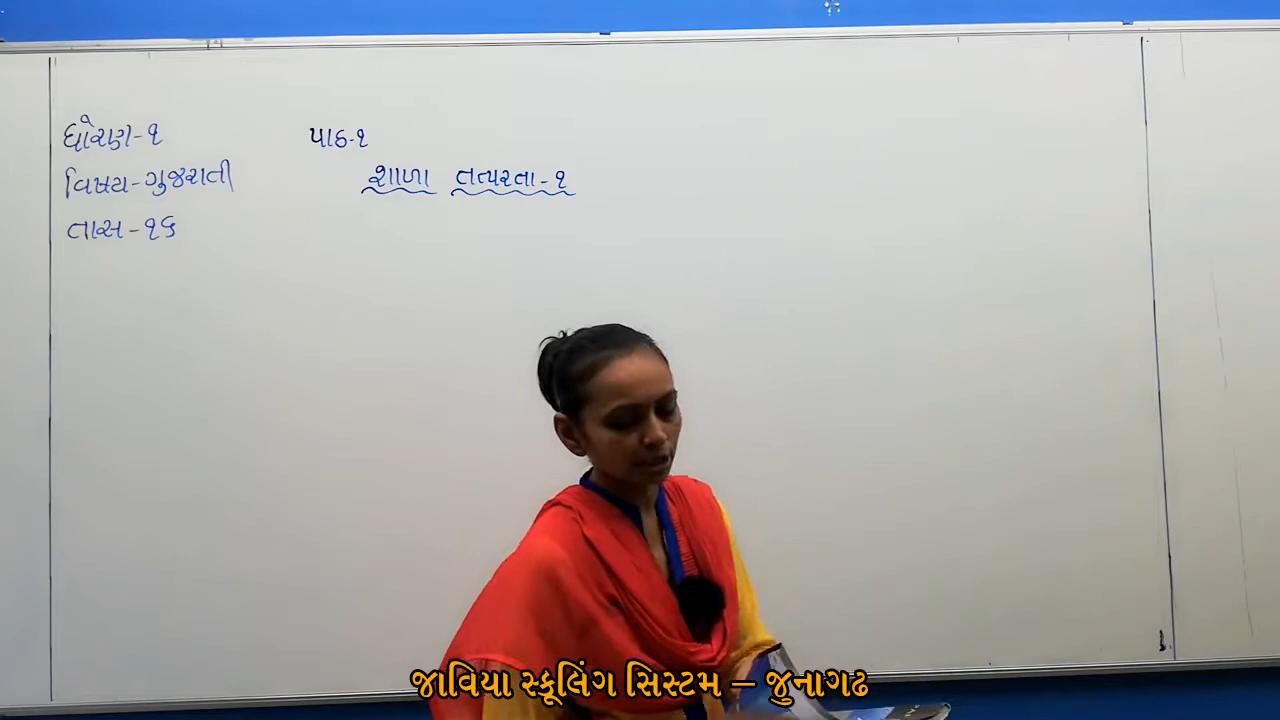 ધોરણ-૧
વિષય-ગુજરાતી
તાસ-૧૬
પાઠ-૧
શાળા તત્પરતા-૧
જાવિયા સ્કૂલિંગ સિસ્ટમ – જુનાગઢ